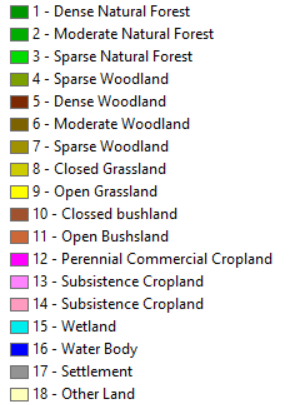 1 - Dense Natural Forest
2 - Moderate Natural Forest
3 - Sparse Natural Forest
4 - Sparse Woodland
5 - Dense Woodland
6 - Moderate Woodland
7 - Sparse Woodland
8 - Closed Grassland
9 - Open Grassland
10 - Clossed bushland
11 - Open Bushsland
12 - Perennial Commercial Cropland
13 - Subsistence Cropland
14 - Subsistence Cropland
15 - Wetland
16 - Water Body
17 - Settlement
18 - Other Land